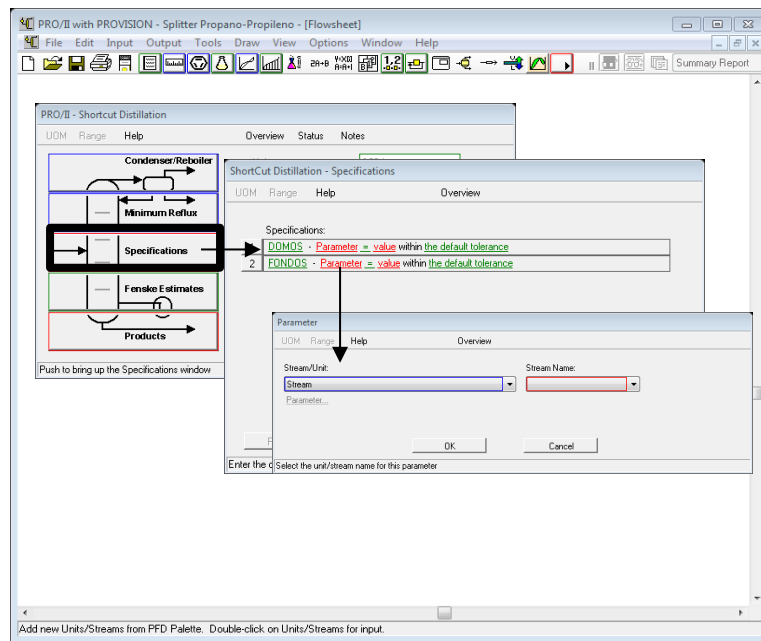 PRO/II with PROVISION - Splitter Propano-Propileno - [Flowsheet]
File Edit Input Output Tools Draw View Options Window Help
Summary Report
PRO/II - Shortcut Distillation
UOM Range Help Overview Status Notes
Condenser/Reboiler
Minimum Reflux
Specifications
Fenske Estimates
Products
Push to bring up the Specifications window
ShortCut Distillation - Specifications
UOM Range Help Overview
Specifications:
DOMOS - Parameter = value within the default tolerance
2 FONDOS - Parameter = value within the default tolerance
Enter the
Parameter
UOM Range Help Overview
Stream/Unit: Stream Name:
Stream
Parameter...
OK Cancel
Select the unit/stream name for this parameter
Add new Units/Streams from PFD Palette. Double-click on Units/Streams for input.